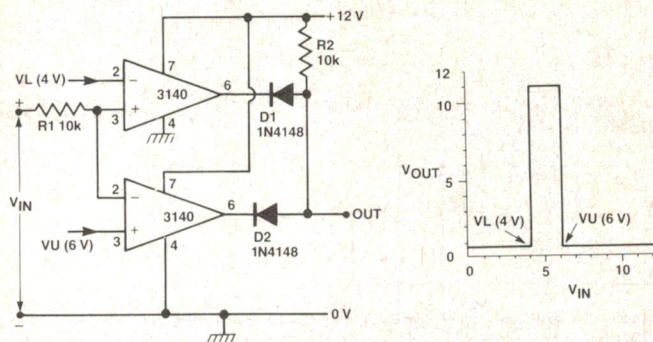 +12 V
R2
10k
7
VL (4 V)
2
−
3140
6
+
+
3
R1 10k
4
D1
1N4148
VIN
7
2
−
3140
6
OUT
+
VU (6 V)
3
4
D2
1N4148
−
0 V
12
10
VOUT
5
VL (4 V)
VU (6 V)
0
0
5
10
VIN